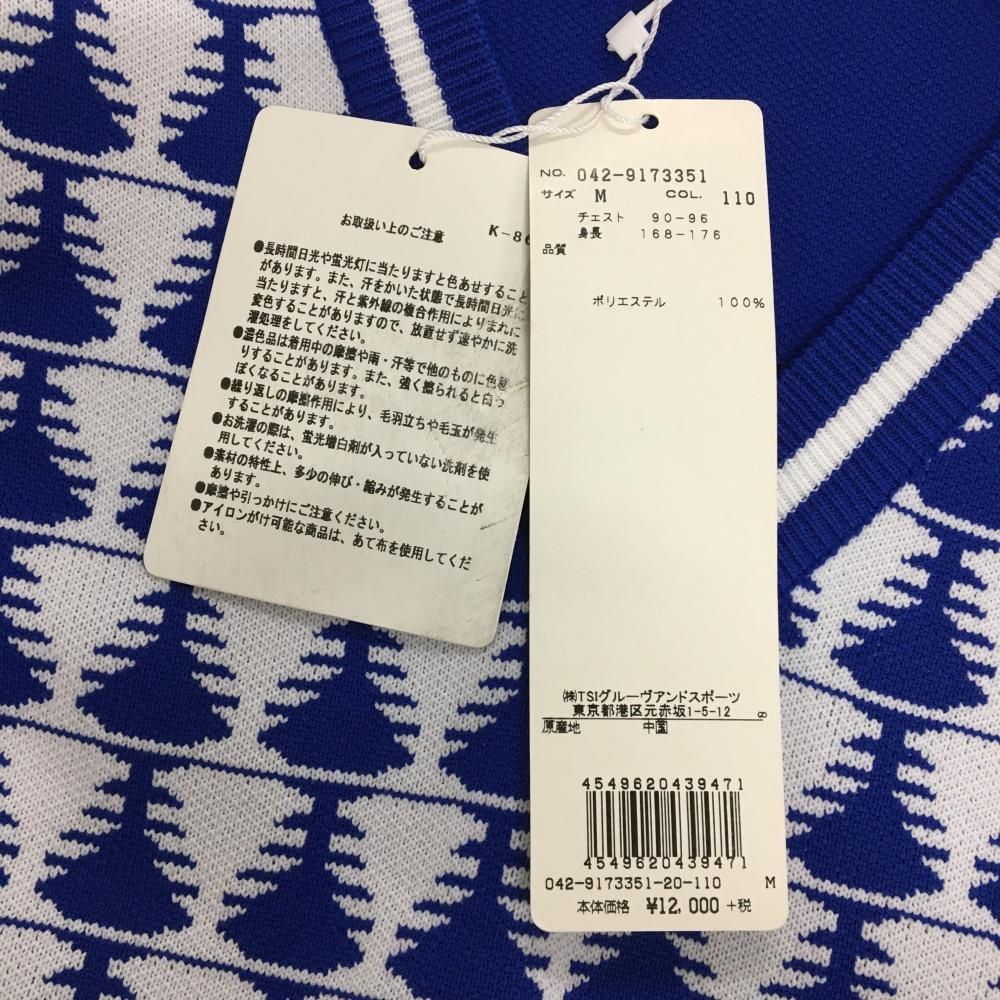 お取扱い上のご注意
K-86
●長時間日光や蛍光灯に当たりますと色あせすること
があります。また、汗をかいた状態で長時間日光に
当たりますと、汗と紫外線の複合作用によりまれに
変色することがありますので、放置せず速やかに洗
濯処理をしてください。
●濃色品は着用中の摩擦や雨・汗等で他のものに色移
りすることがあります。また、強く擦られると白っ
ぽくなることがあります。
●繰り返しの摩擦作用により、毛羽立ちや毛玉が発生
することがあります。
●お洗濯の際は、蛍光増白剤が入っていない洗剤を使
用してください。
●素材の特性上、多少の伸び・縮みが発生することが
あります。
●摩擦や引っかけにご注意ください。
●アイロンがけ可能な商品は、あて布を使用してくだ
さい。
NO. 042-9173351
サイズ M COL. 110
チェスト 90-96
身長 168-176
品質
ポリエステル 100%
㈱TSIグルーヴアンドスポーツ
東京都港区元赤坂1-5-12
原産地 中国
4549620439471
4549620439471
042-9173351-20-110 M
本体価格 ¥12,000 +税